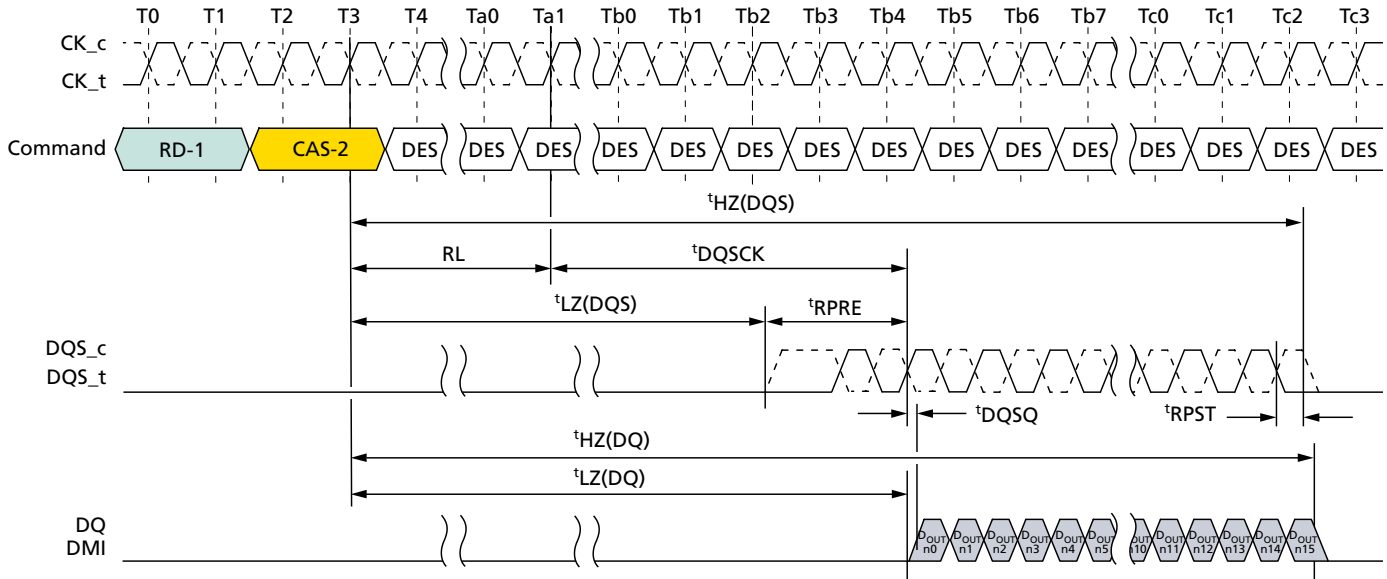 T0 T1 T2 T3 T4 Ta0 Ta1 Tb0 Tb1 Tb2 Tb3 Tb4 Tb5 Tb6 Tb7 Tc0 Tc1 Tc2 Tc3
CK_c
CK_t
Command RD-1 CAS-2 DES DES DES DES DES DES DES DES DES DES DES DES DES DES DES
tHZ(DQS)
RL tDQSCK
tLZ(DQS) tRPRE
DQS_c
DQS_t
tDQSQ tRPST
tHZ(DQ)
tLZ(DQ)
DQ
DMI
DOUT DOUT DOUT DOUT DOUT DOUT DOUT DOUT DOUT DOUT DOUT DOUT
n0 n1 n2 n3 n4 n5 n10 n11 n12 n13 n14 n15